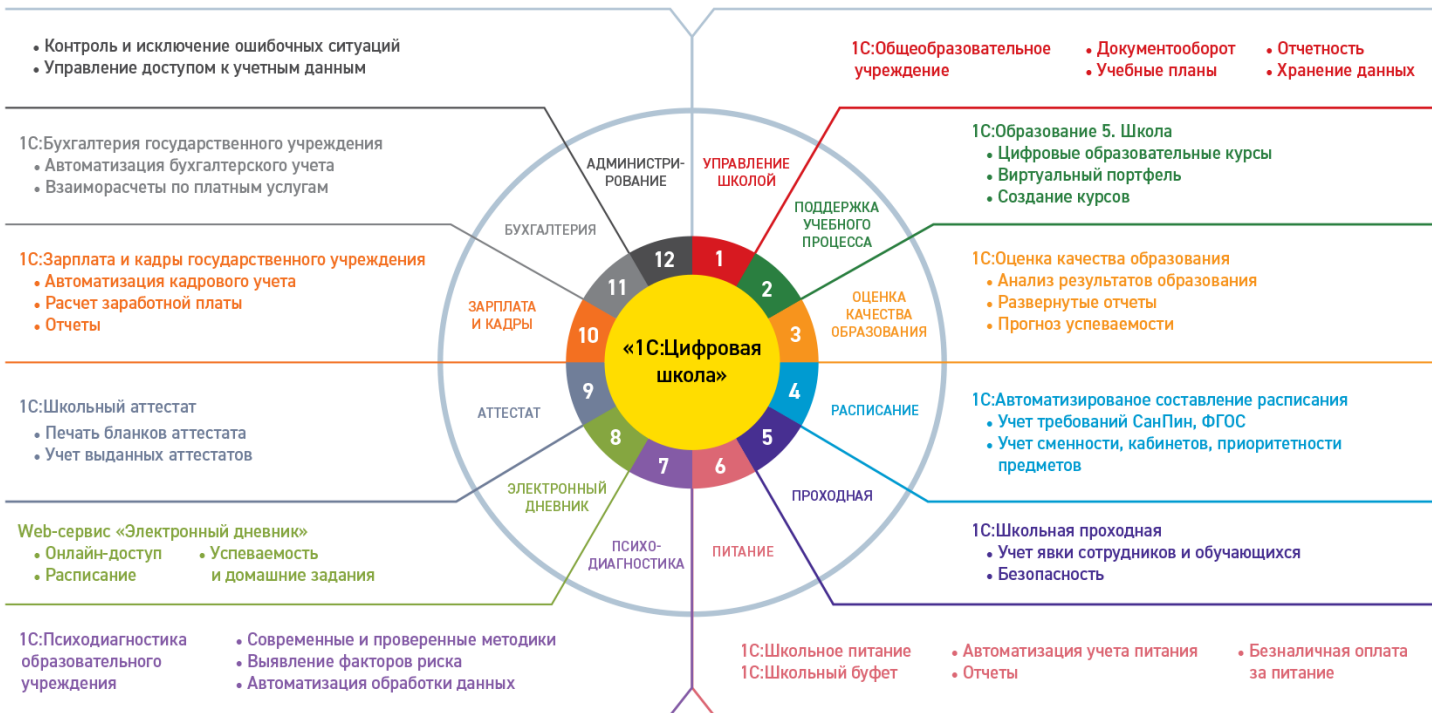 • Контроль и исключение ошибочных ситуаций
• Управление доступом к учетным данным
1С:Общеобразовательное учреждение
• Документооборот
• Учебные планы
• Отчетность
• Хранение данных
1С:Бухгалтерия государственного учреждения
• Автоматизация бухгалтерского учета
• Взаиморасчеты по платным услугам
1С:Образование 5. Школа
• Цифровые образовательные курсы
• Виртуальный портфель
• Создание курсов
1С:Зарплата и кадры государственного учреждения
• Автоматизация кадрового учета
• Расчет заработной платы
• Отчеты
1С:Оценка качества образования
• Анализ результатов образования
• Развернутые отчеты
• Прогноз успеваемости
1С:Школьный аттестат
• Печать бланков аттестата
• Учет выданных аттестатов
1С:Автоматизированое составление расписания
• Учет требований СанПин, ФГОС
• Учет сменности, кабинетов, приоритетности
предметов
Web-сервис «Электронный дневник»
• Онлайн-доступ
• Расписание
• Успеваемость
и домашние задания
1С:Школьная проходная
• Учет явки сотрудников и обучающихся
• Безопасность
1С:Психодиагностика
образовательного
учреждения
• Современные и проверенные методики
• Выявление факторов риска
• Автоматизация обработки данных
1С:Школьное питание
1С:Школьный буфет
• Автоматизация учета питания
• Отчеты
• Безналичная оплата
за питание
АДМИНИСТРИ-
РОВАНИЕ
УПРАВЛЕНИЕ
ШКОЛОЙ
ПОДДЕРЖКА
УЧЕБНОГО
ПРОЦЕССА
ОЦЕНКА
КАЧЕСТВА
ОБРАЗОВАНИЯ
РАСПИСАНИЕ
ПРОХОДНАЯ
ПИТАНИЕ
ПСИХО-
ДИАГНОСТИКА
ЭЛЕКТРОННЫЙ
ДНЕВНИК
АТТЕСТАТ
ЗАРПЛАТА
И КАДРЫ
БУХГАЛТЕРИЯ
1
2
3
4
5
6
7
8
9
10
11
12
«1С:Цифровая
школа»